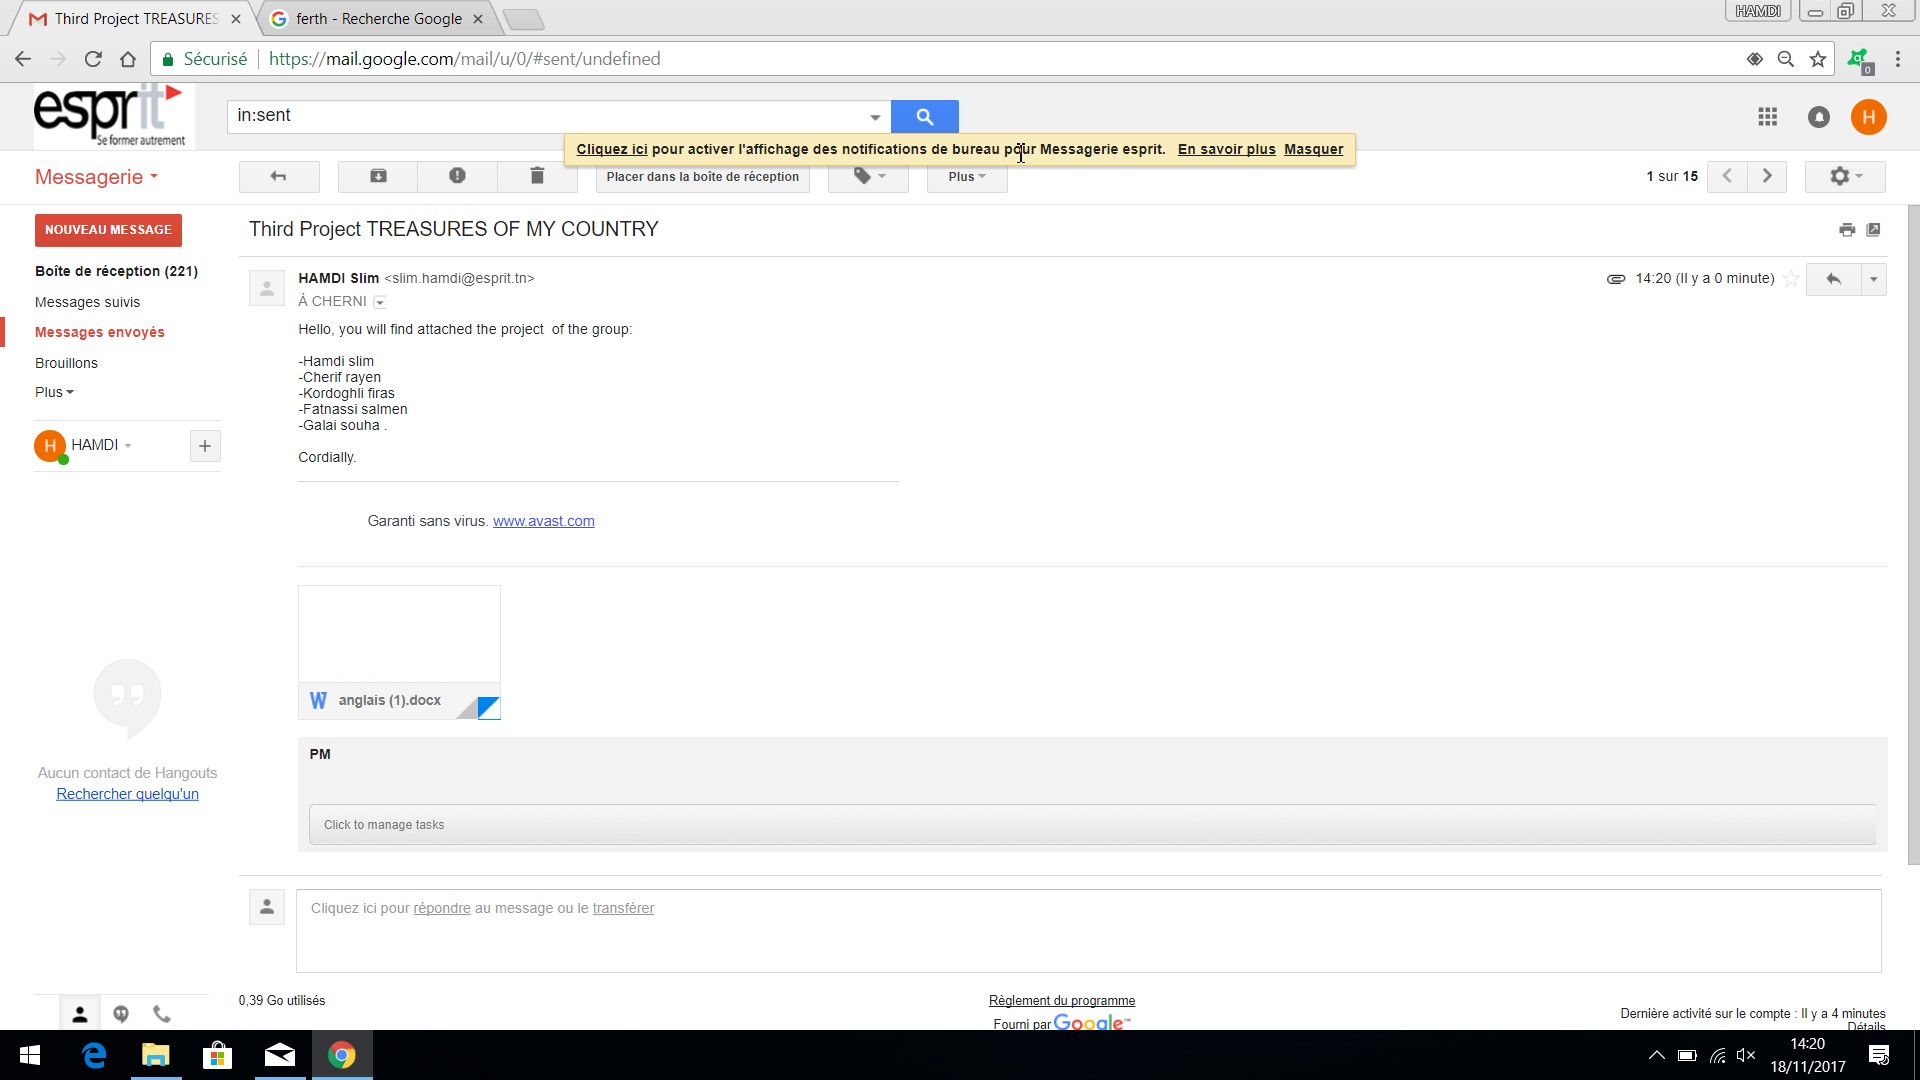 Third Project TREASURES
ferth - Recherche Google
HAMDI
Sécurisé
https://mail.google.com/mail/u/0/#sent/undefined
0
esprit
Se former autrement
in:sent
H
Cliquez ici pour activer l'affichage des notifications de bureau pour Messagerie esprit. En savoir plus Masquer
Messagerie
Placer dans la boîte de réception
Plus
1 sur 15
NOUVEAU MESSAGE
Third Project TREASURES OF MY COUNTRY
Boîte de réception (221)
Messages suivis
Messages envoyés
Brouillons
Plus
H HAMDI
+
HAMDI Slim <slim.hamdi@esprit.tn>
14:20 (Il y a 0 minute)
À CHERNI
Hello, you will find attached the project  of the group:
-Hamdi slim
-Cherif rayen
-Kordoghli firas
-Fatnassi salmen
-Galai souha .
Cordially.
Garanti sans virus. www.avast.com
W anglais (1).docx
PM
Click to manage tasks
Aucun contact de Hangouts
Rechercher quelqu'un
Cliquez ici pour répondre au message ou le transférer
0,39 Go utilisés
Règlement du programme
Fourni par Google™
Dernière activité sur le compte : Il y a 4 minutes
Détails
14:20
18/11/2017